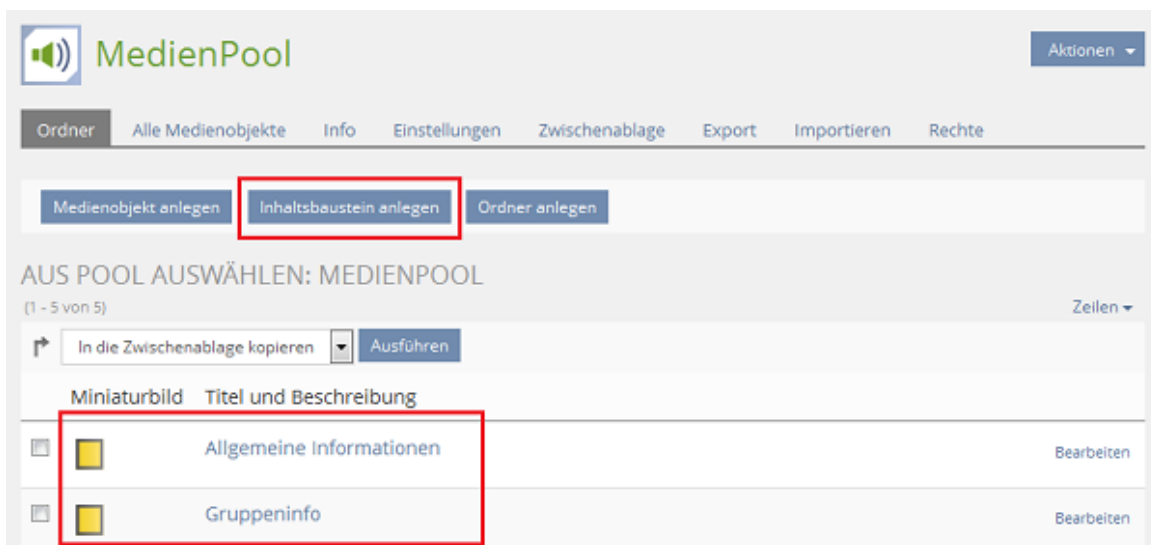 MedienPool
Aktionen
Ordner Alle Medienobjekte Info Einstellungen Zwischenablage Export Importieren Rechte
Medienobjekt anlegen Inhaltsbaustein anlegen Ordner anlegen
AUS POOL AUSWÄHLEN: MEDIENPOOL
(1 - 5 von 5) Zeilen
In die Zwischenablage kopieren Ausführen
Miniaturbild Titel und Beschreibung
Allgemeine Informationen Bearbeiten
Gruppeninfo Bearbeiten